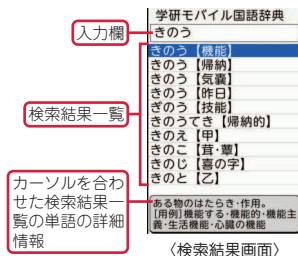 学研モバイル国語辞典
入力欄
きのう
きのう【機能】
きのう【帰納】
きのう【気嚢】
きのう【昨日】
ぎのう【技能】
検索結果一覧
きのうてき【帰納的】
きのえ【甲】
きのこ【茸・蕈】
きのじ【喜の字】
きのと【乙】
カーソルを合わ
せた検索結果一
覧の単語の詳細
情報
ある物のはたらき・作用。
[用例]機能する・機能的・機能主
義・生活機能・心臓の機能
〈検索結果画面〉